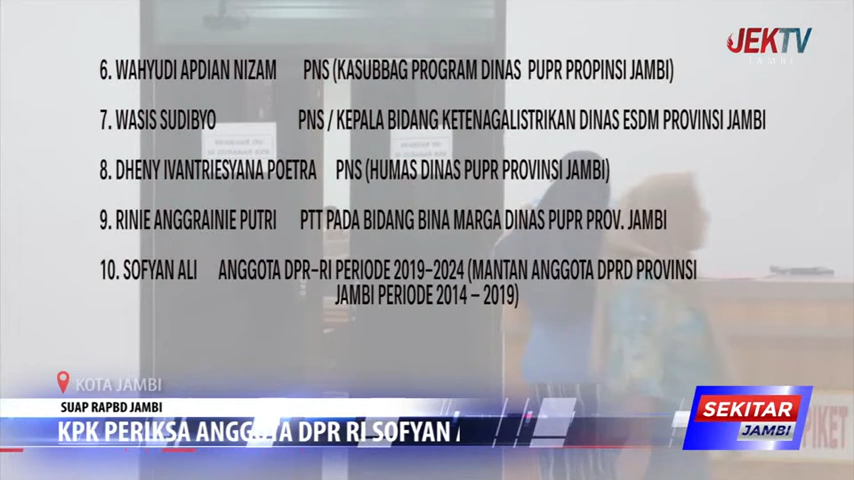 JEKTV
JAMBI
6. WAHYUDI APDIAN NIZAM PNS (KASUBBAG PROGRAM DINAS PUPR PROPINSI JAMBI)
7. WASIS SUDIBYO PNS / KEPALA BIDANG KETENAGALISTRIKAN DINAS ESDM PROVINSI JAMBI
8. DHENY IVANTRIESYANA POETRA PNS (HUMAS DINAS PUPR PROVINSI JAMBI)
9. RINIE ANGGRAINIE PUTRI PTT PADA BIDANG BINA MARGA DINAS PUPR PROV. JAMBI
10. SOFYAN ALI ANGGOTA DPR-RI PERIODE 2019-2024 (MANTAN ANGGOTA DPRD PROVINSI
JAMBI PERIODE 2014 - 2019)
KOTA JAMBI
SUAP RAPBD JAMBI
KPK PERIKSA ANGGOTA DPR RI SOFYAN
SEKITAR
JAMBI
PIKET